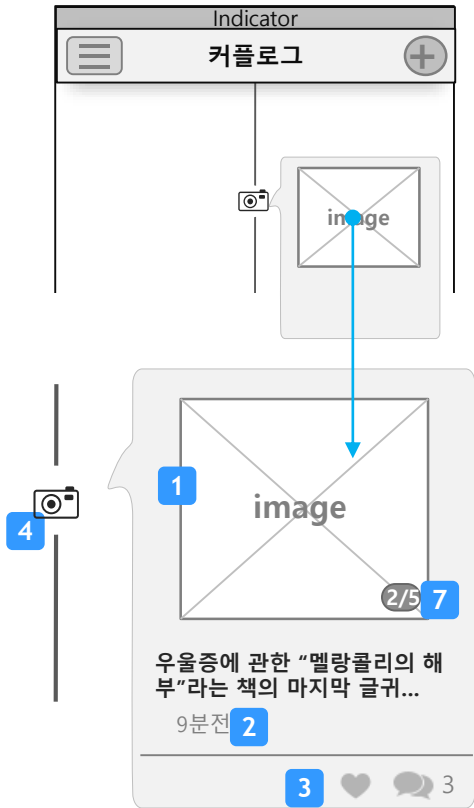 Indicator
커플로그
image
1
image
4
2/5
7
우울증에 관한 “멜랑콜리의 해
부”라는 책의 마지막 글귀...
9분전
2
3
3